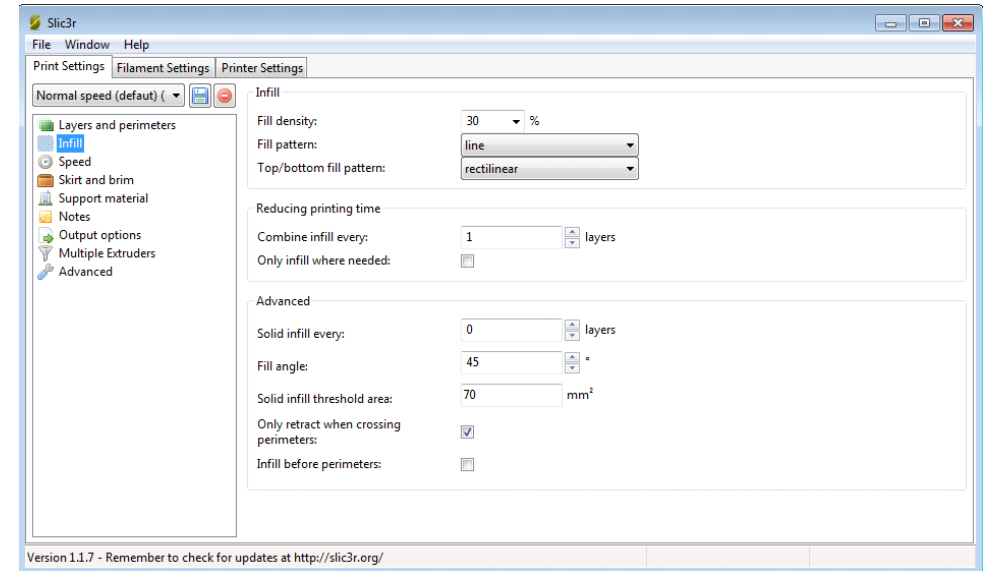 Slic3r
File Window Help
Print Settings Filament Settings Printer Settings
Normal speed (defaut) (
Layers and perimeters
Infill
Speed
Skirt and brim
Support material
Notes
Output options
Multiple Extruders
Advanced
Infill
Fill density: 30 %
Fill pattern: line
Top/bottom fill pattern: rectilinear
Reducing printing time
Combine infill every: 1 layers
Only infill where needed:
Advanced
Solid infill every: 0 layers
Fill angle: 45 °
Solid infill threshold area: 70 mm²
Only retract when crossing
perimeters:
Infill before perimeters:
Version 1.1.7 - Remember to check for updates at http://slic3r.org/